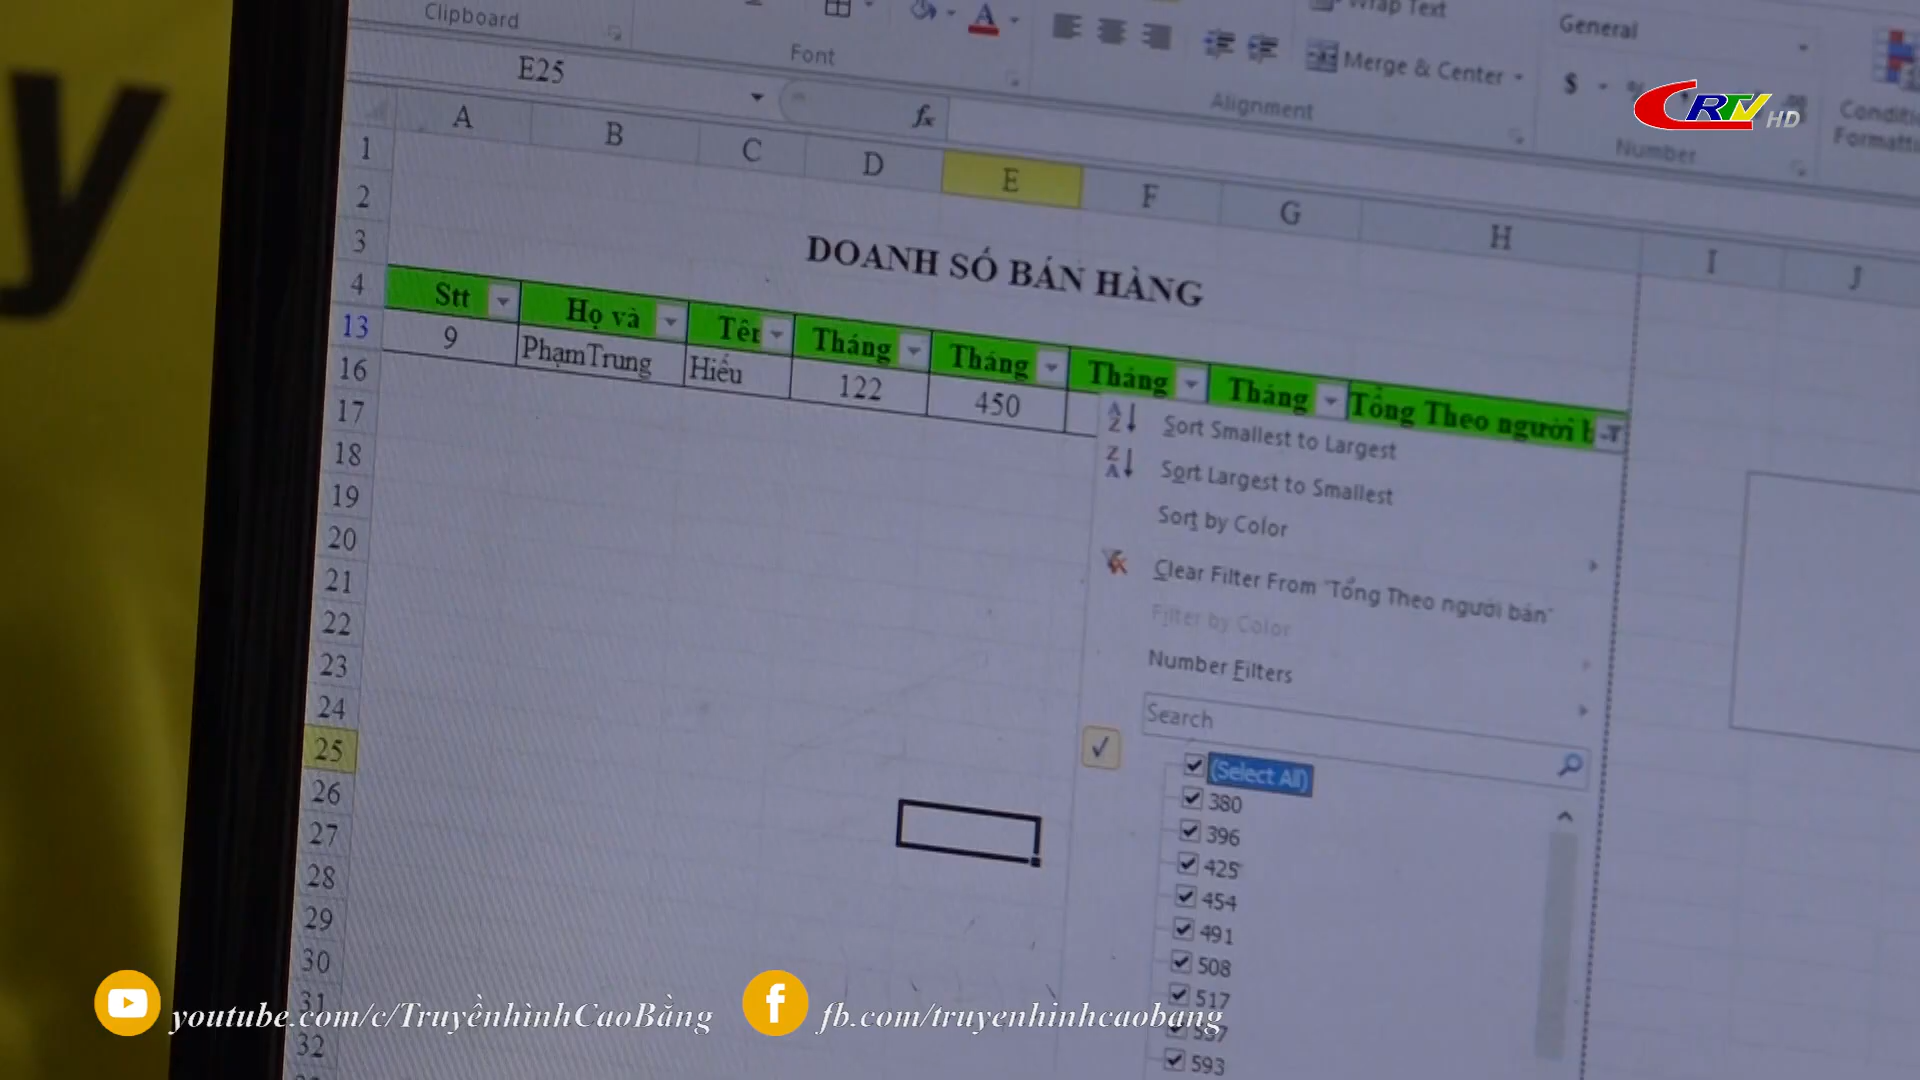 y
Clipboard
Font
Wrap Text
Merge & Center
Alignment
General
$
Number
CRTV HD
E25
fx
A B C D E F G H I J
1
2
3
DOANH SỐ BÁN HÀNG
4 Stt Họ và Tên Tháng Tháng Tháng Tháng Tổng Theo người b
13 9 PhạmTrung Hiếu 122 450
16
17
18
19
20
21
22
23
24
25
26
27
28
29
30
31
32
Sort Smallest to Largest
Sort Largest to Smallest
Sort by Color
Clear Filter From "Tổng Theo người bán"
Filter by Color
Number Filters
Search
(Select All)
380
396
425
454
491
508
517
537
593
youtube.com/c/TruyềnhìnhCaoBằng
fb.com/truyenhinhcaobang